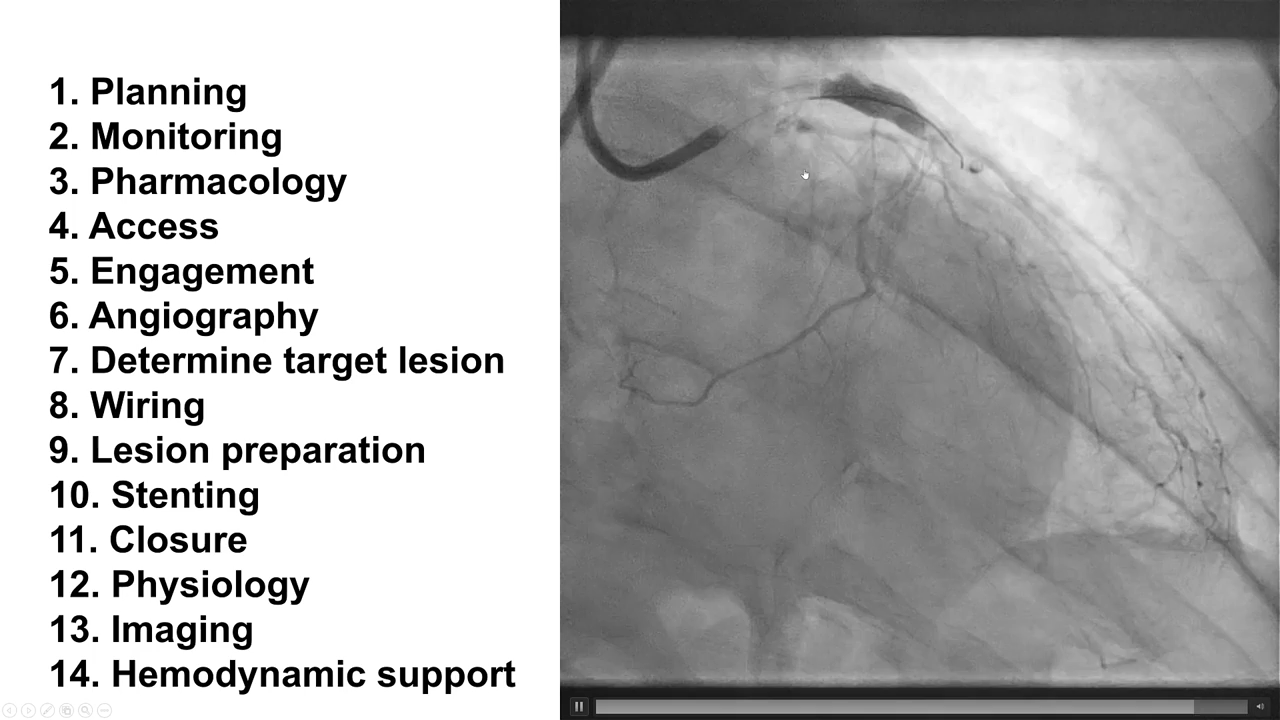 1. Planning
2. Monitoring
3. Pharmacology
4. Access
5. Engagement
6. Angiography
7. Determine target lesion
8. Wiring
9. Lesion preparation
10. Stenting
11. Closure
12. Physiology
13. Imaging
14. Hemodynamic support